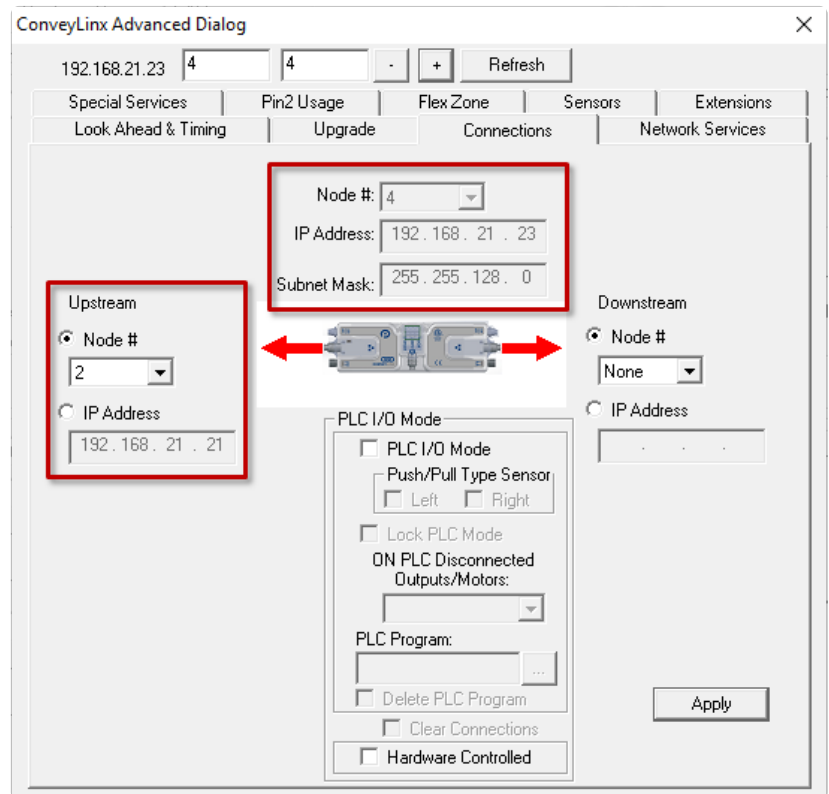 ConveyLinx Advanced Dialog
192.168.21.23 4 4 - + Refresh
Special Services Pin2 Usage Flex Zone Sensors Extensions
Look Ahead & Timing Upgrade Connections Network Services
Node #: 4
IP Address: 192 . 168 . 21 . 23
Subnet Mask: 255 . 255 . 128 . 0
Upstream
Node #
2
IP Address
192 . 168 . 21 . 21
Downstream
Node #
None
IP Address
. . .
PLC I/O Mode
PLC I/O Mode
Push/Pull Type Sensor
Left Right
Lock PLC Mode
ON PLC Disconnected
Outputs/Motors:
PLC Program:
...
Delete PLC Program
Clear Connections
Hardware Controlled
Apply